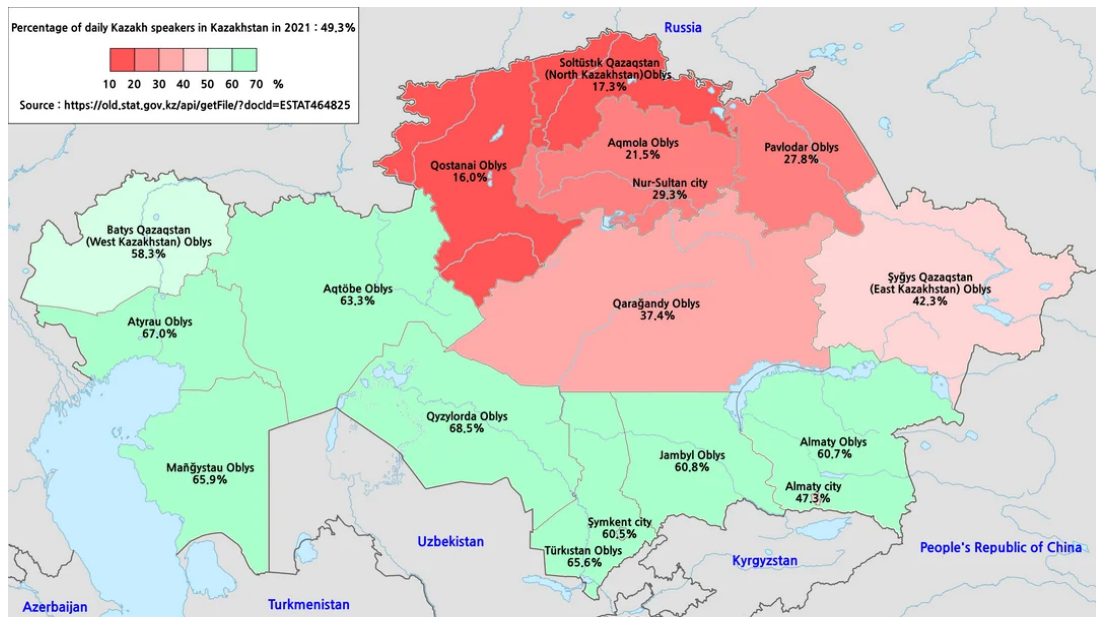 Percentage of daily Kazakh speakers in Kazakhstan in 2021 : 49.3%
10 20 30 40 50 60 70 %
Source : https://old.stat.gov.kz/api/getFile/?docId=ESTAT464825
Russia
Soltüstık Qazaqstan
(North Kazakhstan)Oblys
17.3%
Aqmola Oblys
21.5%
Pavlodar Oblys
27.8%
Qostanai Oblys
16.0%
Nur-Sultan city
29.3%
Batys Qazaqstan
(West Kazakhstan) Oblys
58.3%
Aqtöbe Oblys
63.3%
Şyğys Qazaqstan
(East Kazakhstan) Oblys
42.3%
Qarağandy Oblys
37.4%
Atyrau Oblys
67.0%
Qyzylorda Oblys
68.5%
Almaty Oblys
60.7%
Jambyl Oblys
60.8%
Mañğystau Oblys
65.9%
Almaty city
47.3%
Şymkent city
60.5%
Türkıstan Oblys
65.6%
Uzbekistan
Kyrgyzstan
People's Republic of China
Azerbaijan
Turkmenistan